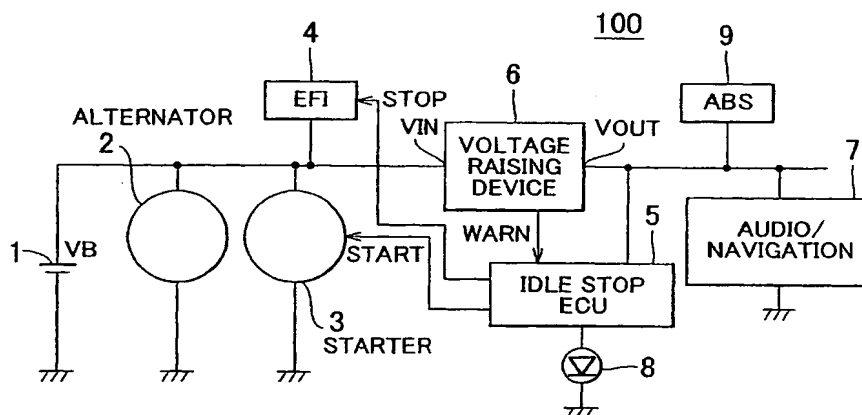 100
4
9
EFI
STOP
6
ABS
ALTERNATOR
VIN
VOUT
2
VOLTAGE
RAISING
DEVICE
7
1
VB
WARN
5
AUDIO/
NAVIGATION
START
IDLE STOP
ECU
3
STARTER
8